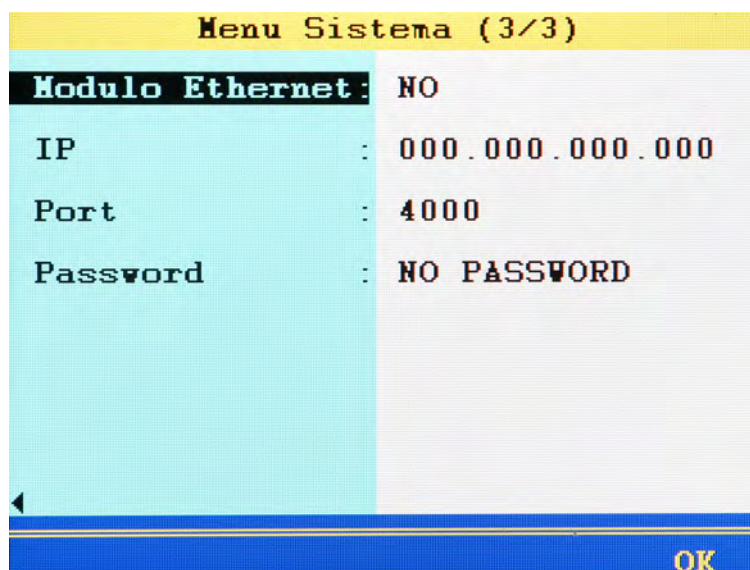 Menu Sistema (3/3)
Modulo Ethernet: NO
IP : 000.000.000.000
Port : 4000
Password : NO PASSWORD
OK